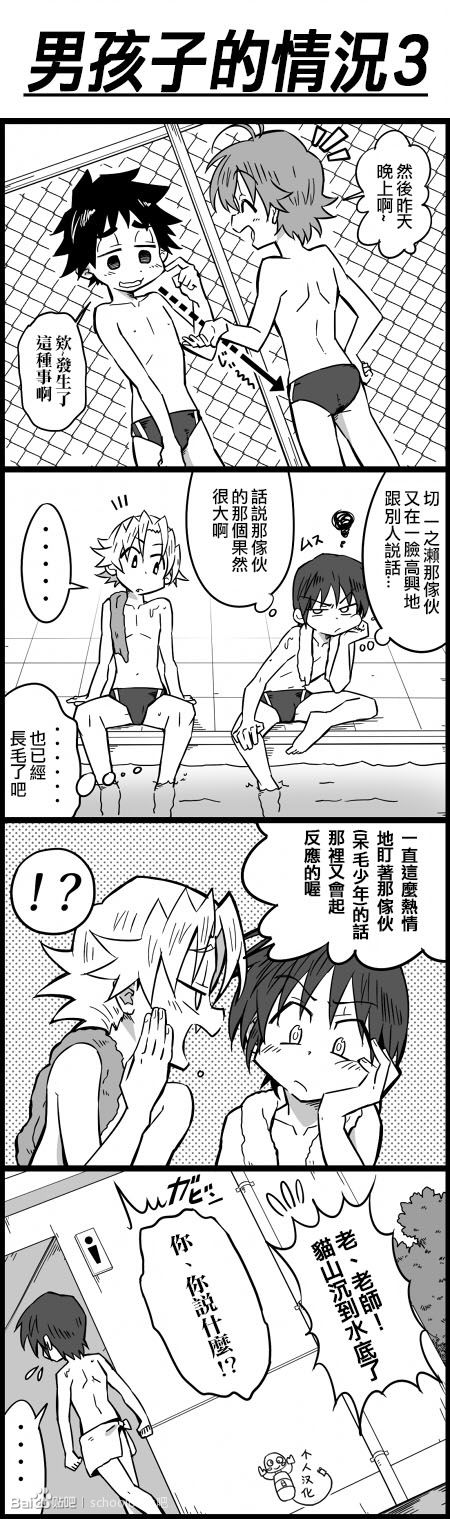 男孩子的情況3
然後昨天
晚上啊~
欸~發生了
這種事啊
切 一之瀨那傢伙
又在一臉高興地
跟別人説話…
ムス
話説那傢伙
的那個果然
很大啊
・・・・・
・・・・・・
也已經
長毛了吧
一直這麼熱情
地盯著那傢伙
(呆毛少年)的話
那裡又會起
反應的喔
！？
老、老師！
貓山沉到水底了
ガビーン
你、你說什麼!?
・・・・
个人汉化
Bai 贴吧